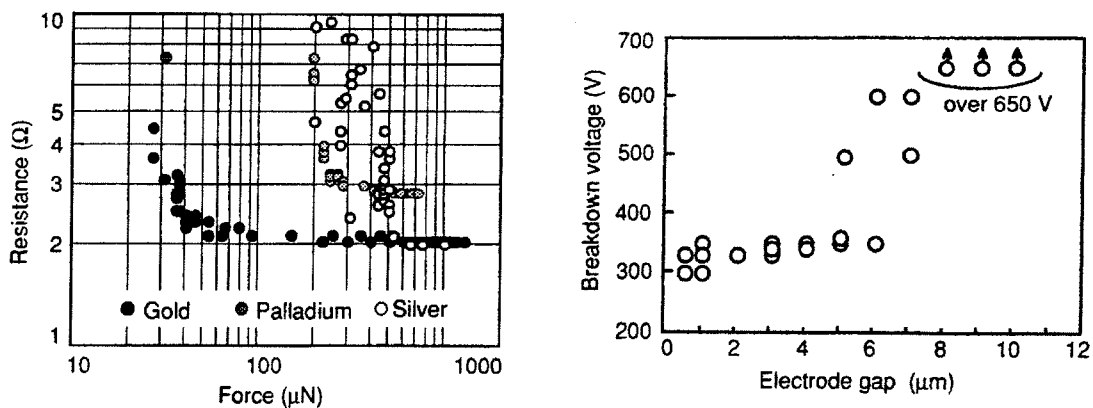 10
5
4
3
2
1
Resistance (Ω)
Gold
Palladium
Silver
10
100
1000
Force (μN)
700
600
500
400
300
200
Breakdown voltage (V)
over 650 V
0
2
4
6
8
10
12
Electrode gap (μm)